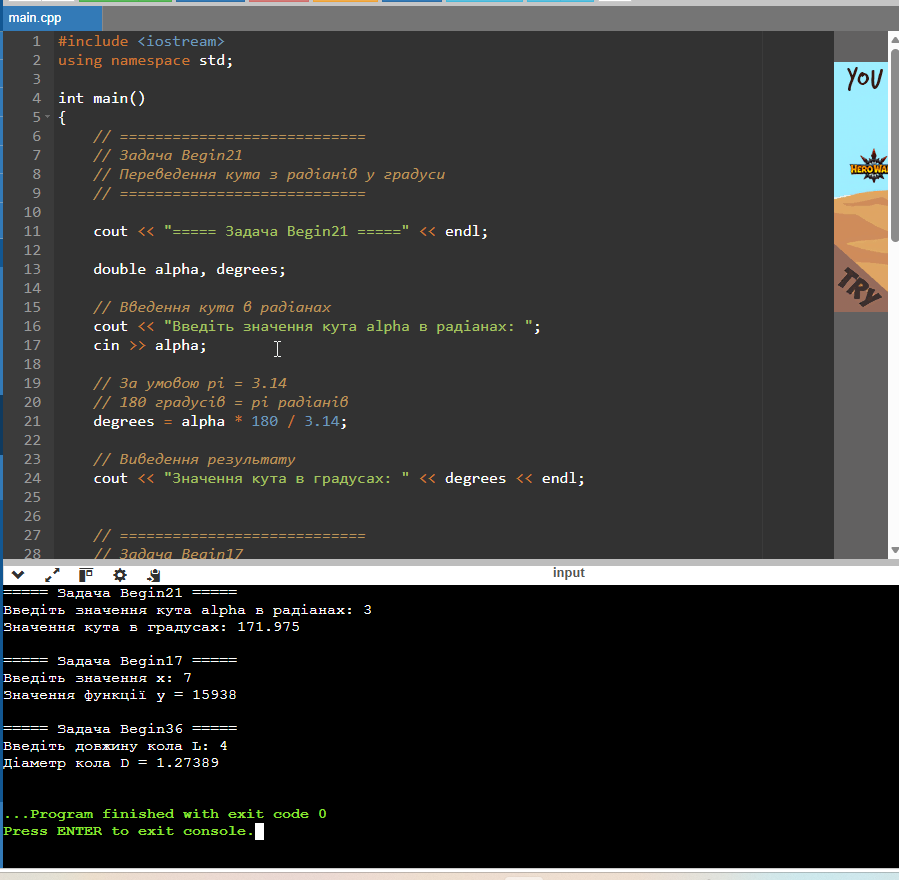 main.cpp
1 #include <iostream>
2 using namespace std;
3
4 int main()
5 {
6 // ============================
7 // Задача Begin21
8 // Переведення кута з радіанів у градуси
9 // ============================
10
11 cout << "===== Задача Begin21 =====" << endl;
12
13 double alpha, degrees;
14
15 // Введення кута в радіанах
16 cout << "Введіть значення кута alpha в радіанах: ";
17 cin >> alpha;
18
19 // За умовою pi = 3.14
20 // 180 градусів = pi радіанів
21 degrees = alpha * 180 / 3.14;
22
23 // Виведення результату
24 cout << "Значення кута в градусах: " << degrees << endl;
25
26
27 // ============================
28 // Задача Begin17
YOU
HERO WA
TRY
input
===== Задача Begin21 =====
Введіть значення кута alpha в радіанах: 3
Значення кута в градусах: 171.975
===== Задача Begin17 =====
Введіть значення x: 7
Значення функції y = 15938
===== Задача Begin36 =====
Введіть довжину кола L: 4
Діаметр кола D = 1.27389
...Program finished with exit code 0
Press ENTER to exit console.